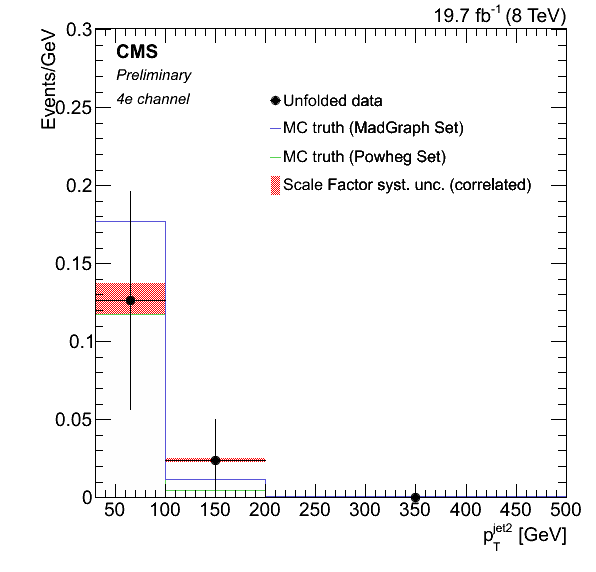 19.7 fb⁻¹ (8 TeV)
Events/GeV
CMS
Preliminary
4e channel
Unfolded data
MC truth (MadGraph Set)
MC truth (Powheg Set)
Scale Factor syst. unc. (correlated)
0.3
0.25
0.2
0.15
0.1
0.05
0
50 100 150 200 250 300 350 400 450 500
p_T^jet2 [GeV]